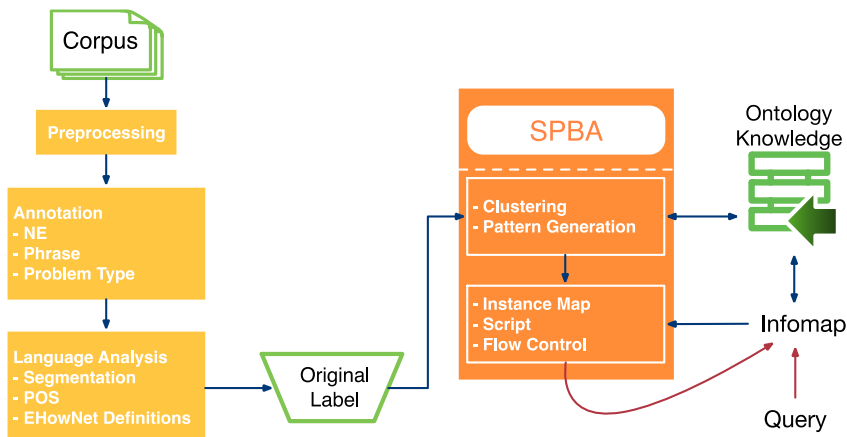 Corpus
Preprocessing
Annotation
- NE
- Phrase
- Problem Type
Language Analysis
- Segmentation
- POS
- EHowNet Definitions
Original
Label
SPBA
- Clustering
- Pattern Generation
- Instance Map
- Script
- Flow Control
Ontology
Knowledge
Infomap
Query